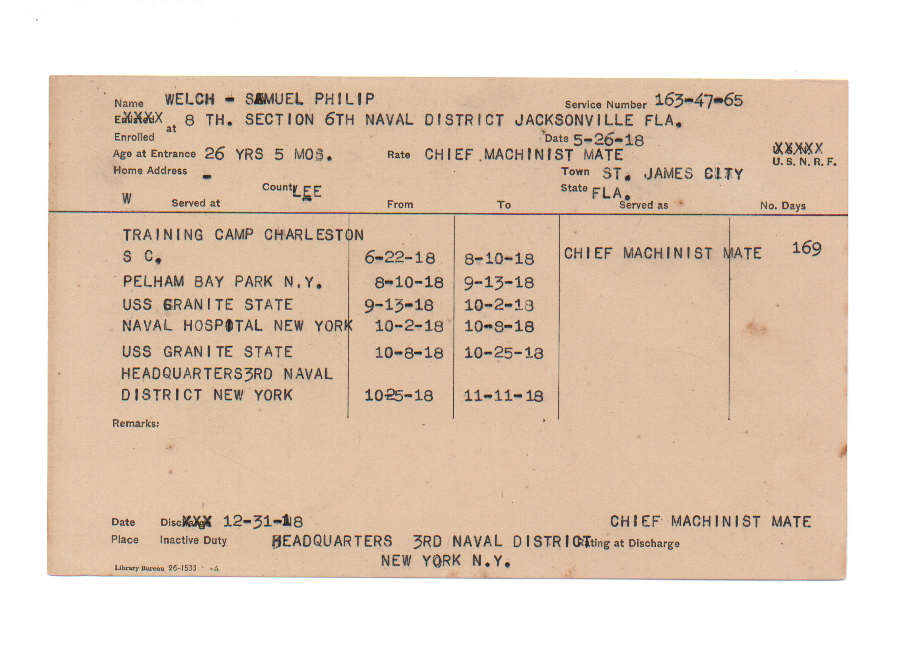 Name WELCH - SAMUEL PHILIP Service Number 163-47-65
Enlisted XXXX
Enrolled at 8 TH. SECTION 6TH NAVAL DISTRICT JACKSONVILLE FLA.
Date 5-26-18
Age at Entrance 26 YRS 5 MOS. Rate CHIEF MACHINIST MATE XXXXX U. S. N. R. F.
Home Address - County LEE Town ST. JAMES CITY State FLA.
W Served at From To Served as No. Days
TRAINING CAMP CHARLESTON
S C. 6-22-18 8-10-18 CHIEF MACHINIST MATE 169
PELHAM BAY PARK N.Y. 8-10-18 9-13-18
USS GRANITE STATE 9-13-18 10-2-18
NAVAL HOSPITAL NEW YORK 10-2-18 10-8-18
USS GRANITE STATE 10-8-18 10-25-18
HEADQUARTERS 3RD NAVAL
DISTRICT NEW YORK 10-25-18 11-11-18
Remarks:
Date Discharge XXX 12-31-18 CHIEF MACHINIST MATE
Place Inactive Duty HEADQUARTERS 3RD NAVAL DISTRICT Rating at Discharge
NEW YORK N.Y.
Library Bureau 26-1533